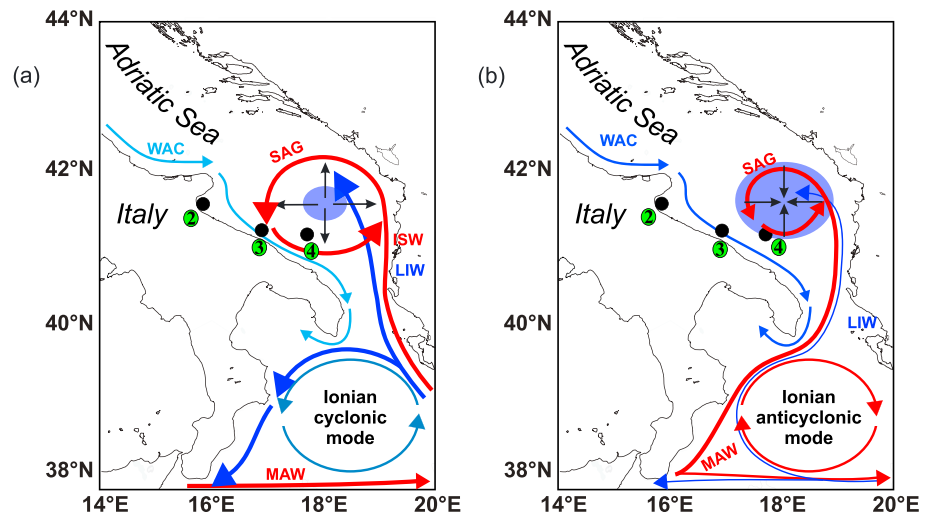 (a)
44°N
42°N
40°N
38°N
14°E
16°E
18°E
20°E
Adriatic Sea
WAC
SAG
Italy
2
3
4
ISW
LIW
Ionian
cyclonic
mode
MAW
(b)
44°N
42°N
40°N
38°N
14°E
16°E
18°E
20°E
Adriatic Sea
WAC
SAG
Italy
2
3
4
LIW
Ionian
anticyclonic
mode
MAW